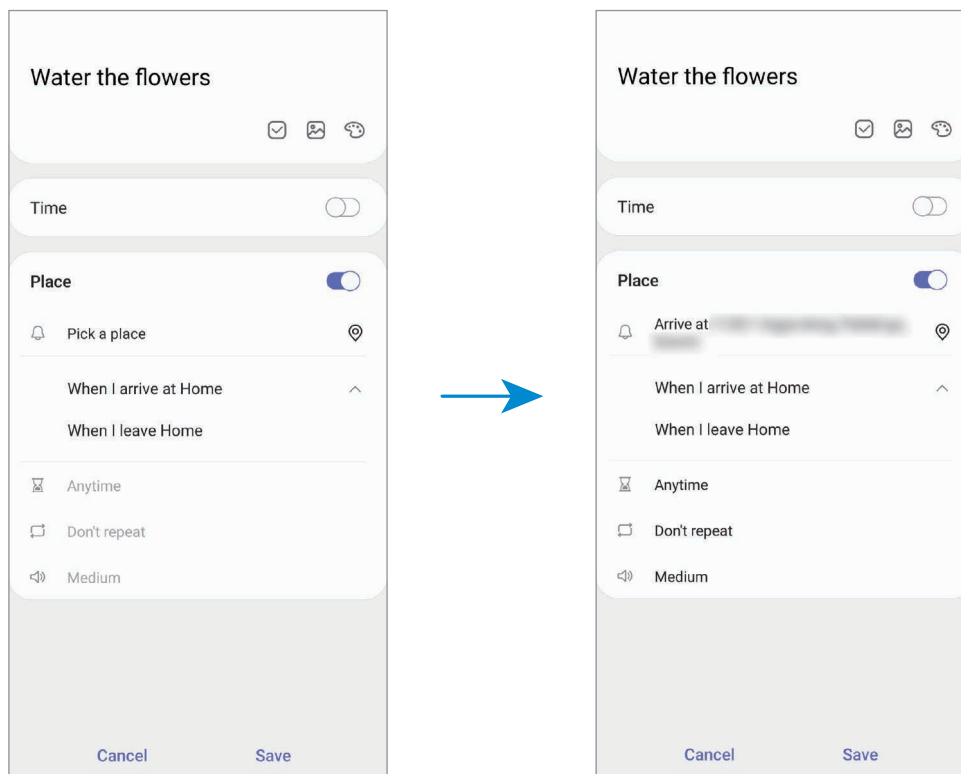 Water the flowers
Time
Place
Pick a place
When I arrive at Home
When I leave Home
Anytime
Don't repeat
Medium
Cancel Save
Water the flowers
Time
Place
Arrive at
When I arrive at Home
When I leave Home
Anytime
Don't repeat
Medium
Cancel Save